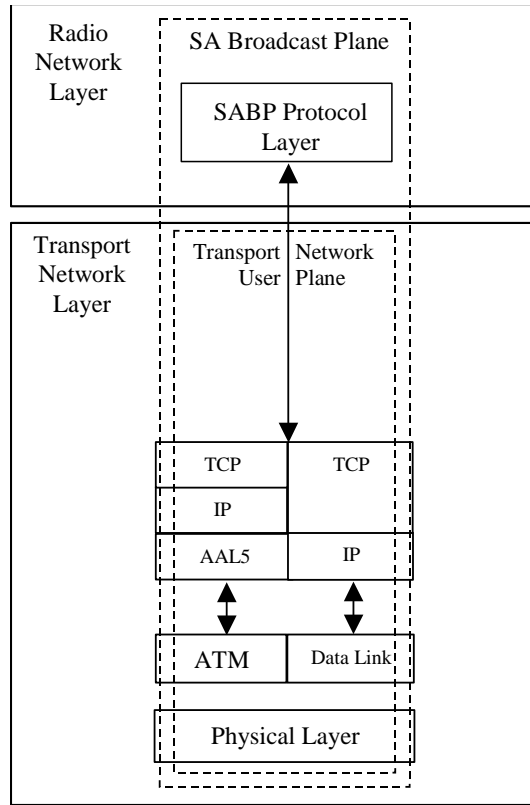 Radio
Network
Layer
SA Broadcast Plane
SABP Protocol
Layer
Transport
Network
Layer
Transport Network
User Plane
TCP
TCP
IP
AAL5
IP
ATM
Data Link
Physical Layer